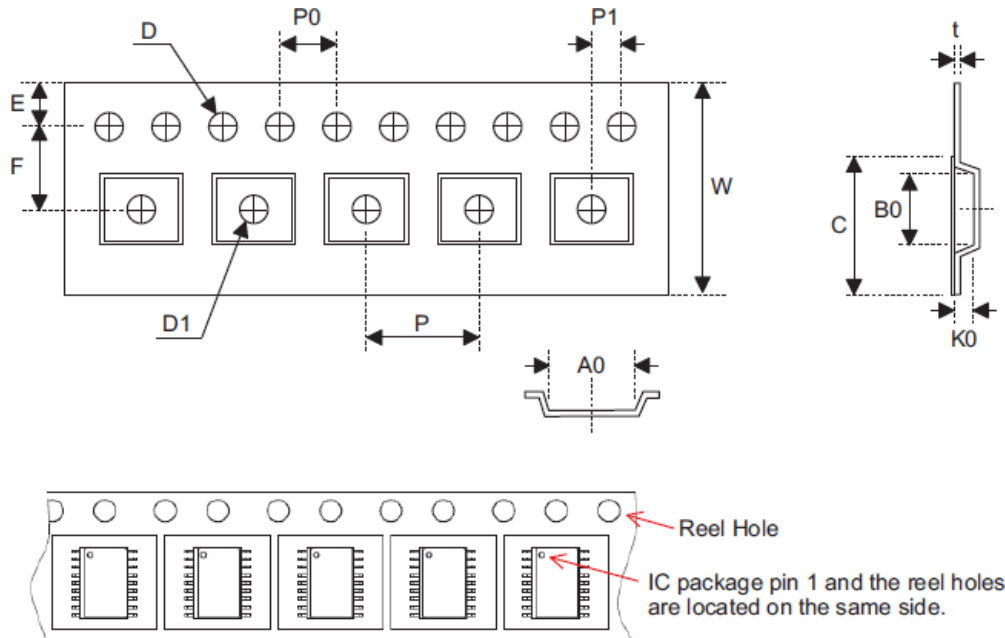 D
P0
P1
t
E
F
W
C
B0
D1
P
K0
A0
Reel Hole
IC package pin 1 and the reel holes
are located on the same side.